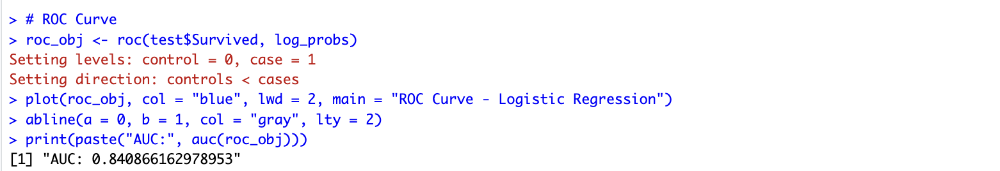 > # ROC Curve
> roc_obj <- roc(test$Survived, log_probs)
Setting levels: control = 0, case = 1
Setting direction: controls < cases
> plot(roc_obj, col = "blue", lwd = 2, main = "ROC Curve - Logistic Regression")
> abline(a = 0, b = 1, col = "gray", lty = 2)
> print(paste("AUC:", auc(roc_obj)))
[1] "AUC: 0.840866162978953"